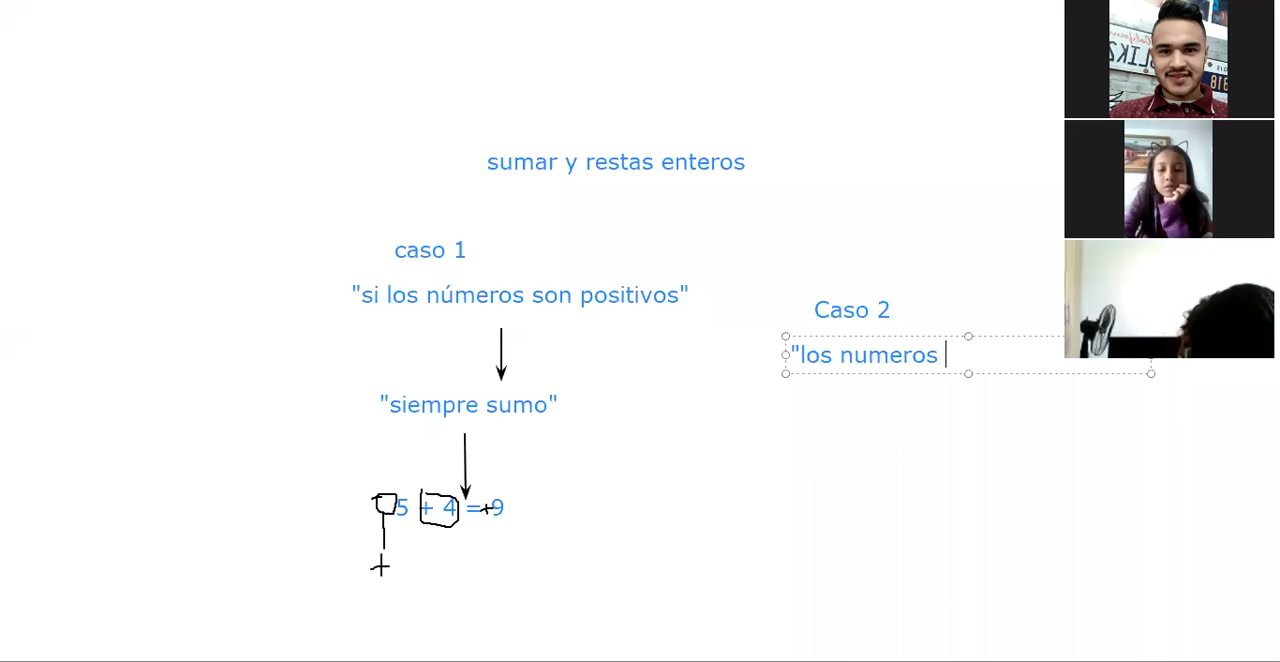 sumar y restas enteros
caso 1
"si los números son positivos"
"siempre sumo"
5 + 4 = +9
+
Caso 2
"los numeros